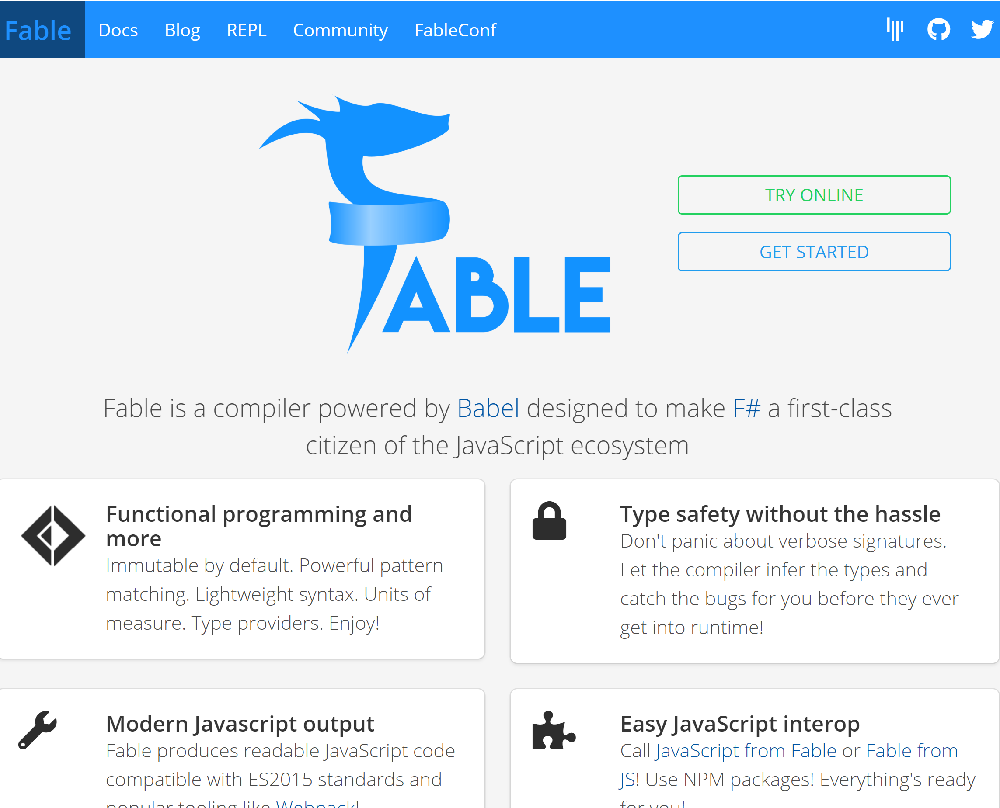 Fable Docs Blog REPL Community FableConf
FABLE
TRY ONLINE
GET STARTED
Fable is a compiler powered by Babel designed to make F# a first-class
citizen of the JavaScript ecosystem
Functional programming and
more
Immutable by default. Powerful pattern
matching. Lightweight syntax. Units of
measure. Type providers. Enjoy!
Type safety without the hassle
Don't panic about verbose signatures.
Let the compiler infer the types and
catch the bugs for you before they ever
get into runtime!
Modern Javascript output
Fable produces readable JavaScript code
compatible with ES2015 standards and
popular tooling like Webpack!
Easy JavaScript interop
Call JavaScript from Fable or Fable from
JS! Use NPM packages! Everything's ready
for you!